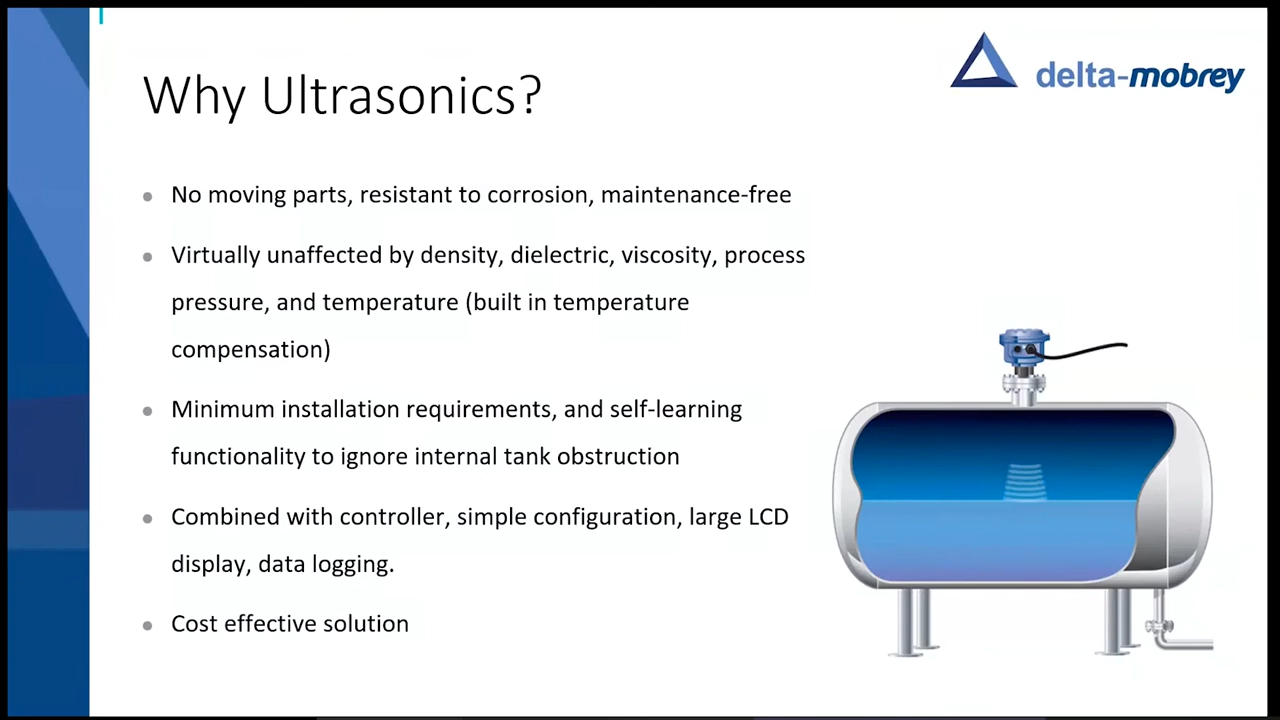 delta-mobrey
Why Ultrasonics?
No moving parts, resistant to corrosion, maintenance-free
Virtually unaffected by density, dielectric, viscosity, process
pressure, and temperature (built in temperature
compensation)
Minimum installation requirements, and self-learning
functionality to ignore internal tank obstruction
Combined with controller, simple configuration, large LCD
display, data logging.
Cost effective solution